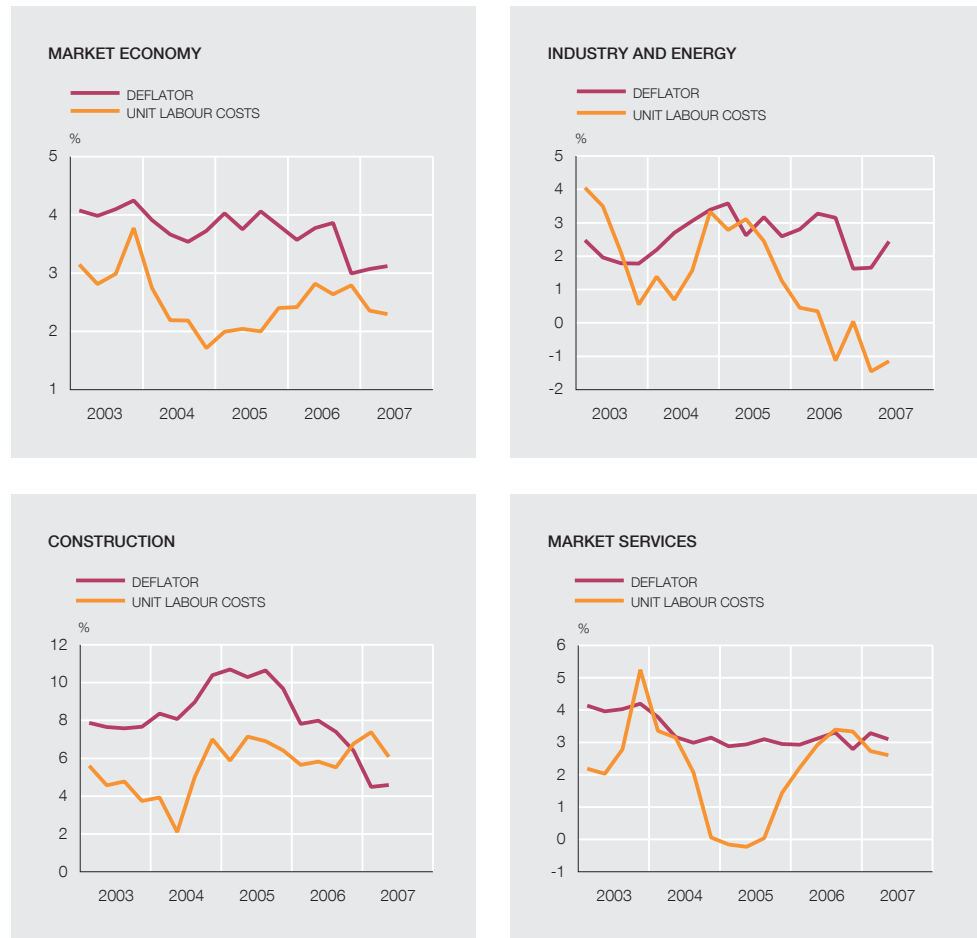 MARKET ECONOMY
DEFLATOR
UNIT LABOUR COSTS
%
5
4
3
2
1
2003 2004 2005 2006 2007
INDUSTRY AND ENERGY
DEFLATOR
UNIT LABOUR COSTS
%
5
4
3
2
1
0
-1
-2
2003 2004 2005 2006 2007
CONSTRUCTION
DEFLATOR
UNIT LABOUR COSTS
%
12
10
8
6
4
2
0
2003 2004 2005 2006 2007
MARKET SERVICES
DEFLATOR
UNIT LABOUR COSTS
%
6
5
4
3
2
1
0
-1
2003 2004 2005 2006 2007